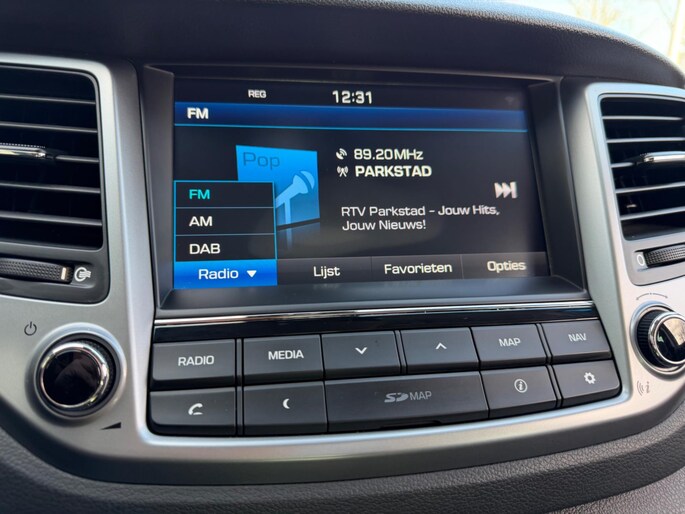 REG
12:31
FM
Pop
89.20MHz
PARKSTAD
RTV Parkstad - Jouw Hits,
Jouw Nieuws!
FM
AM
DAB
Radio
Lijst
Favorieten
Opties
RADIO
MEDIA
MAP
NAV
SD MAP